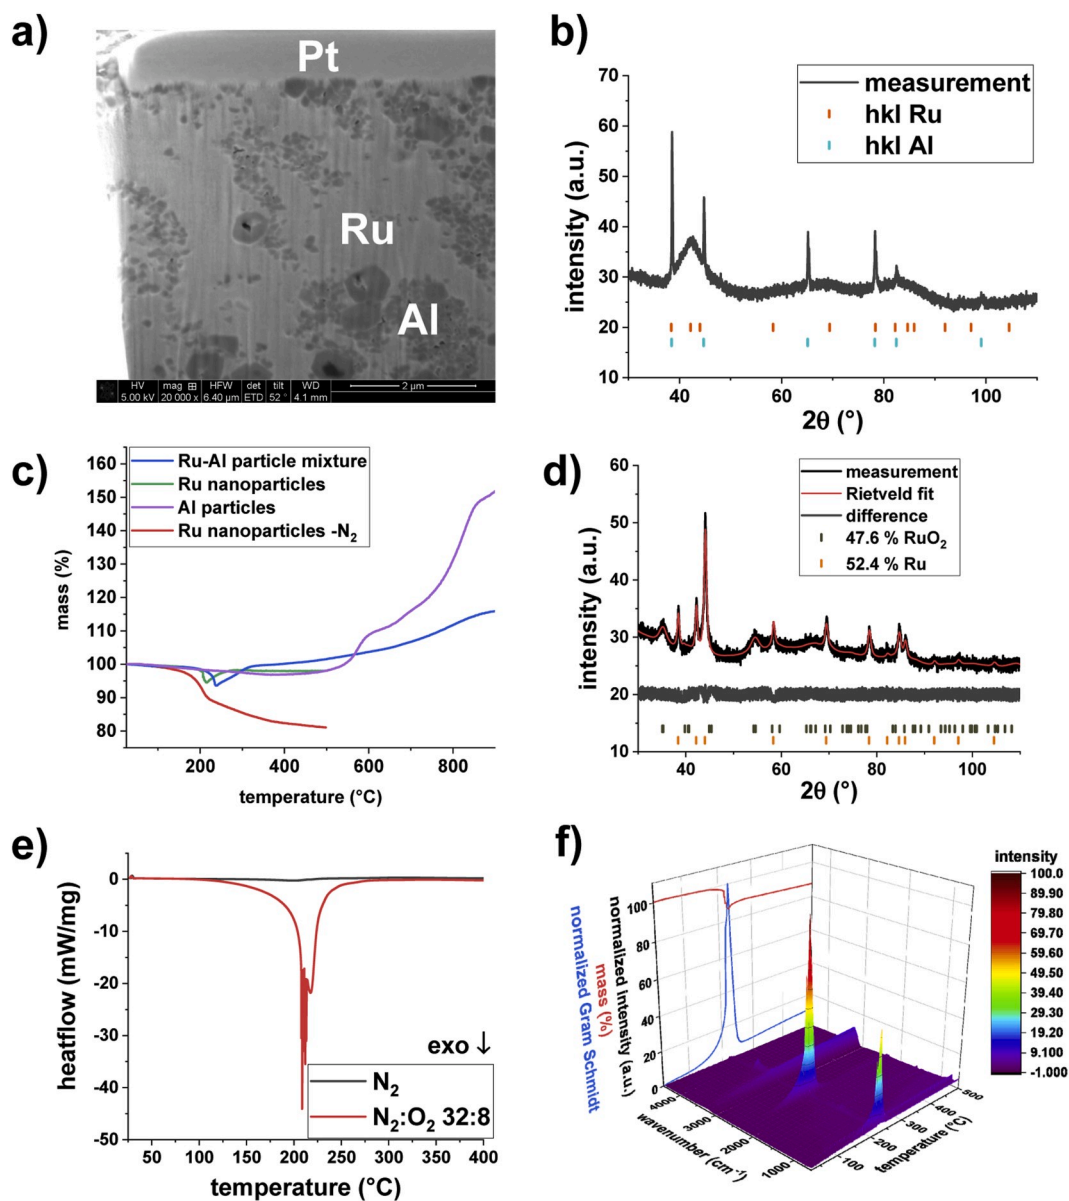 a)
Pt
Ru
Al
HV
mag
HFW
det
tilt
WD
2 µm
5.00 kV
20 000 x
6.40 µm
ETD
52 °
4.1 mm
b)
measurement
hkl Ru
hkl Al
70
60
50
40
30
20
10
intensity (a.u.)
40
60
80
100
2θ (°)
c)
Ru-Al particle mixture
Ru nanoparticles
Al particles
Ru nanoparticles -N₂
160
150
140
130
120
110
100
90
80
mass (%)
200
400
600
800
temperature (°C)
d)
measurement
Rietveld fit
difference
47.6 % RuO₂
52.4 % Ru
60
50
40
30
20
10
intensity (a.u.)
40
60
80
100
2θ (°)
e)
0
-10
-20
-30
-40
-50
heatflow (mW/mg)
exo ↓
N₂
N₂:O₂ 32:8
50
100
150
200
250
300
350
400
temperature (°C)
f)
normalized Gram Schmidt
mass (%)
normalized intensity (a.u.)
100
80
60
40
20
0
4000
3000
2000
1000
wavenumber (cm⁻¹)
100
200
300
400
500
temperature (°C)
intensity
100.0
89.90
79.80
69.70
59.60
49.50
39.40
29.30
19.20
9.100
-1.000